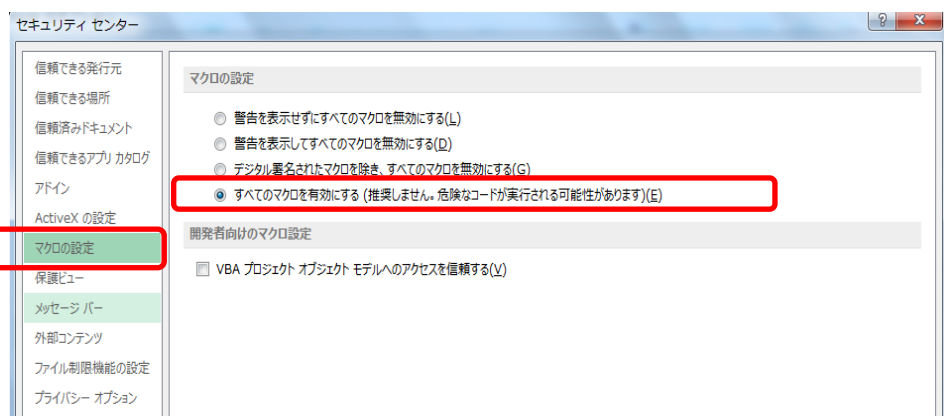 セキュリティ センター
信頼できる発行元
信頼できる場所
信頼済みドキュメント
信頼できるアプリ カタログ
アドイン
ActiveX の設定
マクロの設定
保護ビュー
メッセージ バー
外部コンテンツ
ファイル制限機能の設定
プライバシー オプション
マクロの設定
警告を表示せずにすべてのマクロを無効にする(L)
警告を表示してすべてのマクロを無効にする(D)
デジタル署名されたマクロを除き、すべてのマクロを無効にする(G)
すべてのマクロを有効にする (推奨しません。危険なコードが実行される可能性があります)(E)
開発者向けのマクロ設定
VBA プロジェクト オブジェクト モデルへのアクセスを信頼する(V)